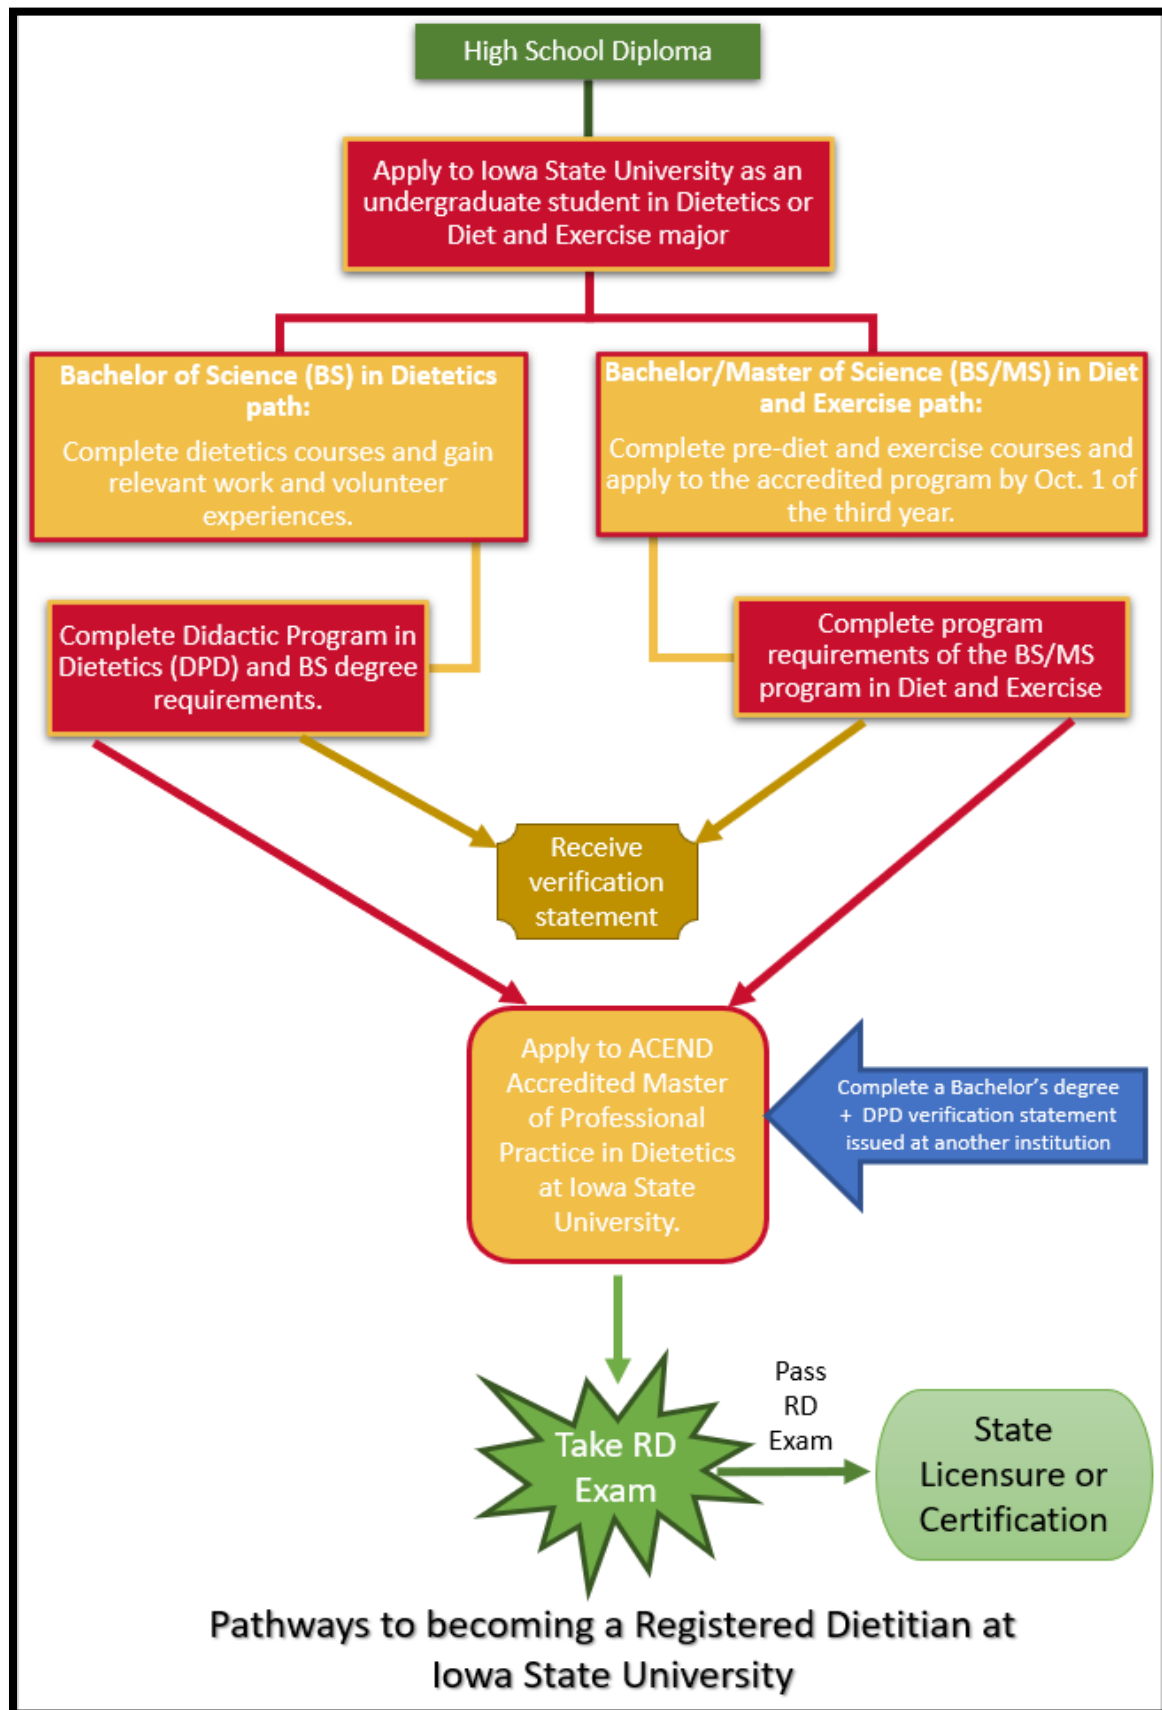 High School Diploma
Apply to Iowa State University as an
undergraduate student in Dietetics or
Diet and Exercise major
Bachelor of Science (BS) in Dietetics
path:
Complete dietetics courses and gain
relevant work and volunteer
experiences.
Bachelor/Master of Science (BS/MS) in Diet
and Exercise path:
Complete pre-diet and exercise courses and
apply to the accredited program by Oct. 1 of
the third year.
Complete Didactic Program in
Dietetics (DPD) and BS degree
requirements.
Complete program
requirements of the BS/MS
program in Diet and Exercise
Receive
verification
statement
Apply to ACEND
Accredited Master
of Professional
Practice in Dietetics
at Iowa State
University.
Complete a Bachelor's degree
+ DPD verification statement
issued at another institution
Take RD
Exam
Pass
RD
Exam
State
Licensure or
Certification
Pathways to becoming a Registered Dietitian at
Iowa State University